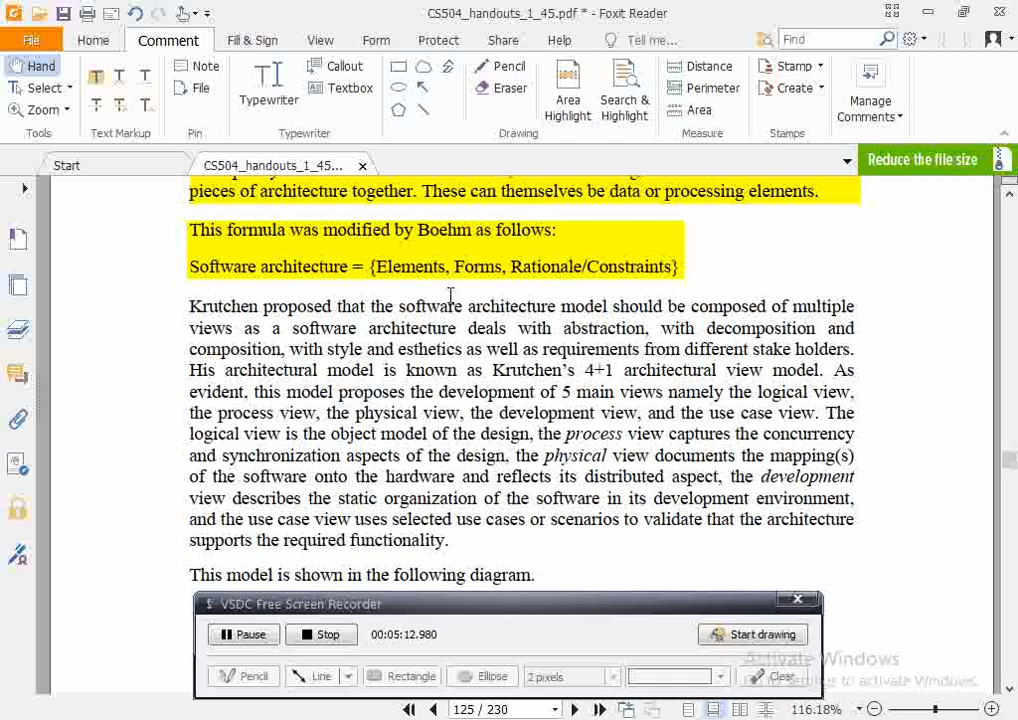 CS504_handouts_1_45.pdf * - Foxit Reader
File Home Comment Fill & Sign View Form Protect Share Help Tell me... Find
Hand Note Callout Pencil Distance Stamp
Select File Typewriter Textbox Eraser Area Highlight Search & Highlight Perimeter Create Manage Comments
Zoom Area
Tools Text Markup Pin Typewriter Drawing Measure Stamps
Start CS504_handouts_1_45... Reduce the file size
pieces of architecture together. These can themselves be data or processing elements.
This formula was modified by Boehm as follows:
Software architecture = {Elements, Forms, Rationale/Constraints}
Krutchen proposed that the software architecture model should be composed of multiple
views as a software architecture deals with abstraction, with decomposition and
composition, with style and esthetics as well as requirements from different stake holders.
His architectural model is known as Krutchen’s 4+1 architectural view model. As
evident, this model proposes the development of 5 main views namely the logical view,
the process view, the physical view, the development view, and the use case view. The
logical view is the object model of the design, the process view captures the concurrency
and synchronization aspects of the design, the physical view documents the mapping(s)
of the software onto the hardware and reflects its distributed aspect, the development
view describes the static organization of the software in its development environment,
and the use case view uses selected use cases or scenarios to validate that the architecture
supports the required functionality.
This model is shown in the following diagram.
VSDC Free Screen Recorder
Pause Stop 00:05:12.980 Start drawing
Activate Windows
Pencil Line Rectangle Ellipse 2 pixels Clear
to activate Windows.
125 / 230 116.18%